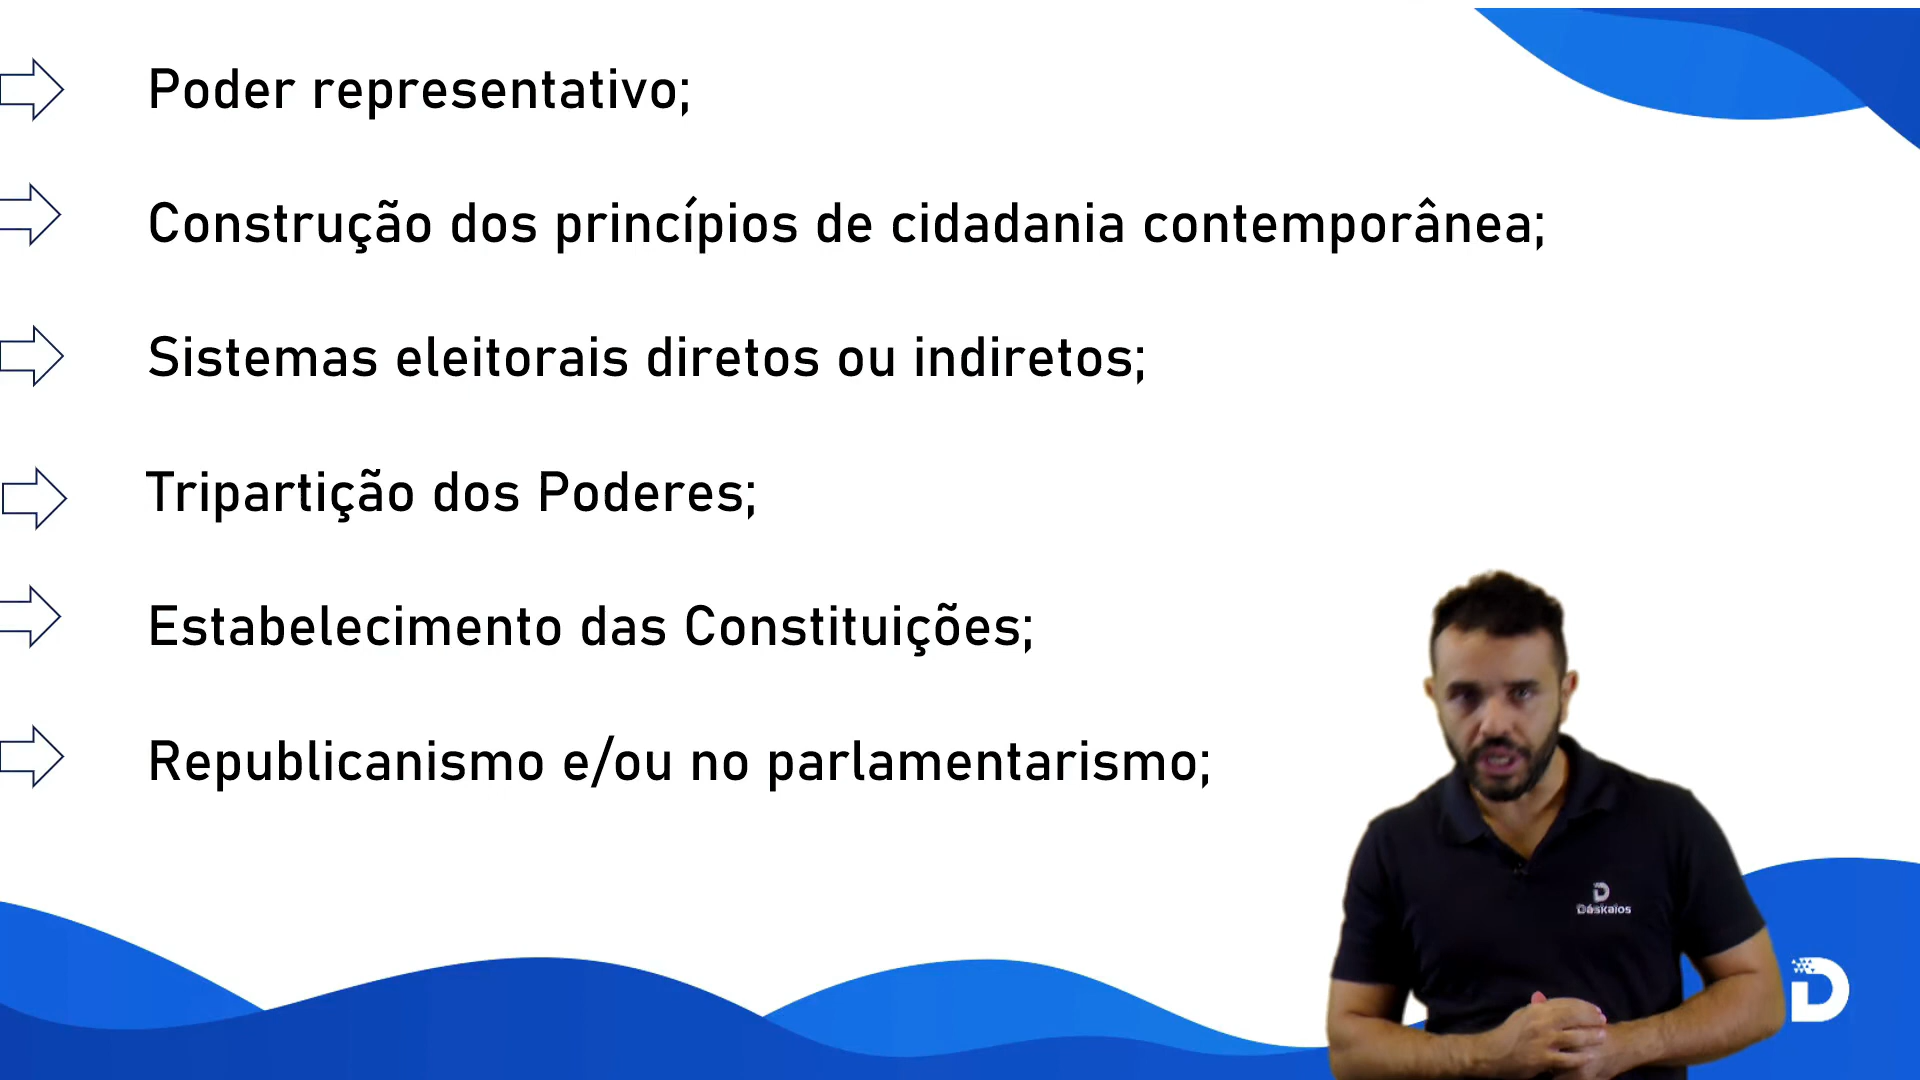 Poder representativo;
Construção dos princípios de cidadania contemporânea;
Sistemas eleitorais diretos ou indiretos;
Tripartição dos Poderes;
Estabelecimento das Constituições;
Republicanismo e/ou no parlamentarismo;
D
Dáskalos
D